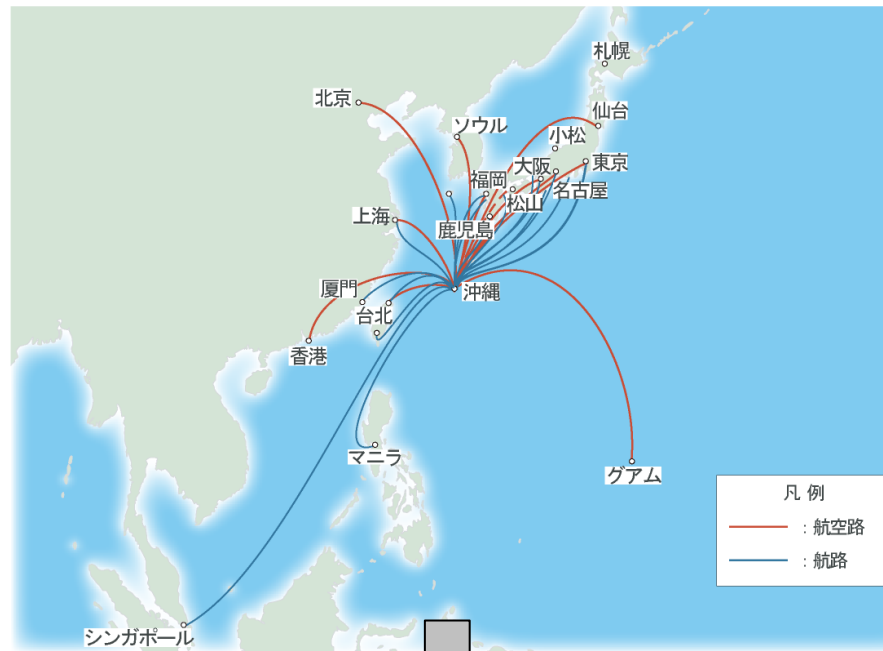 札幌
北京
仙台
ソウル
小松
大阪
東京
福岡
名古屋
松山
上海
鹿児島
厦門
沖縄
台北
香港
マニラ
グアム
凡 例
：航空路
：航路
シンガポール